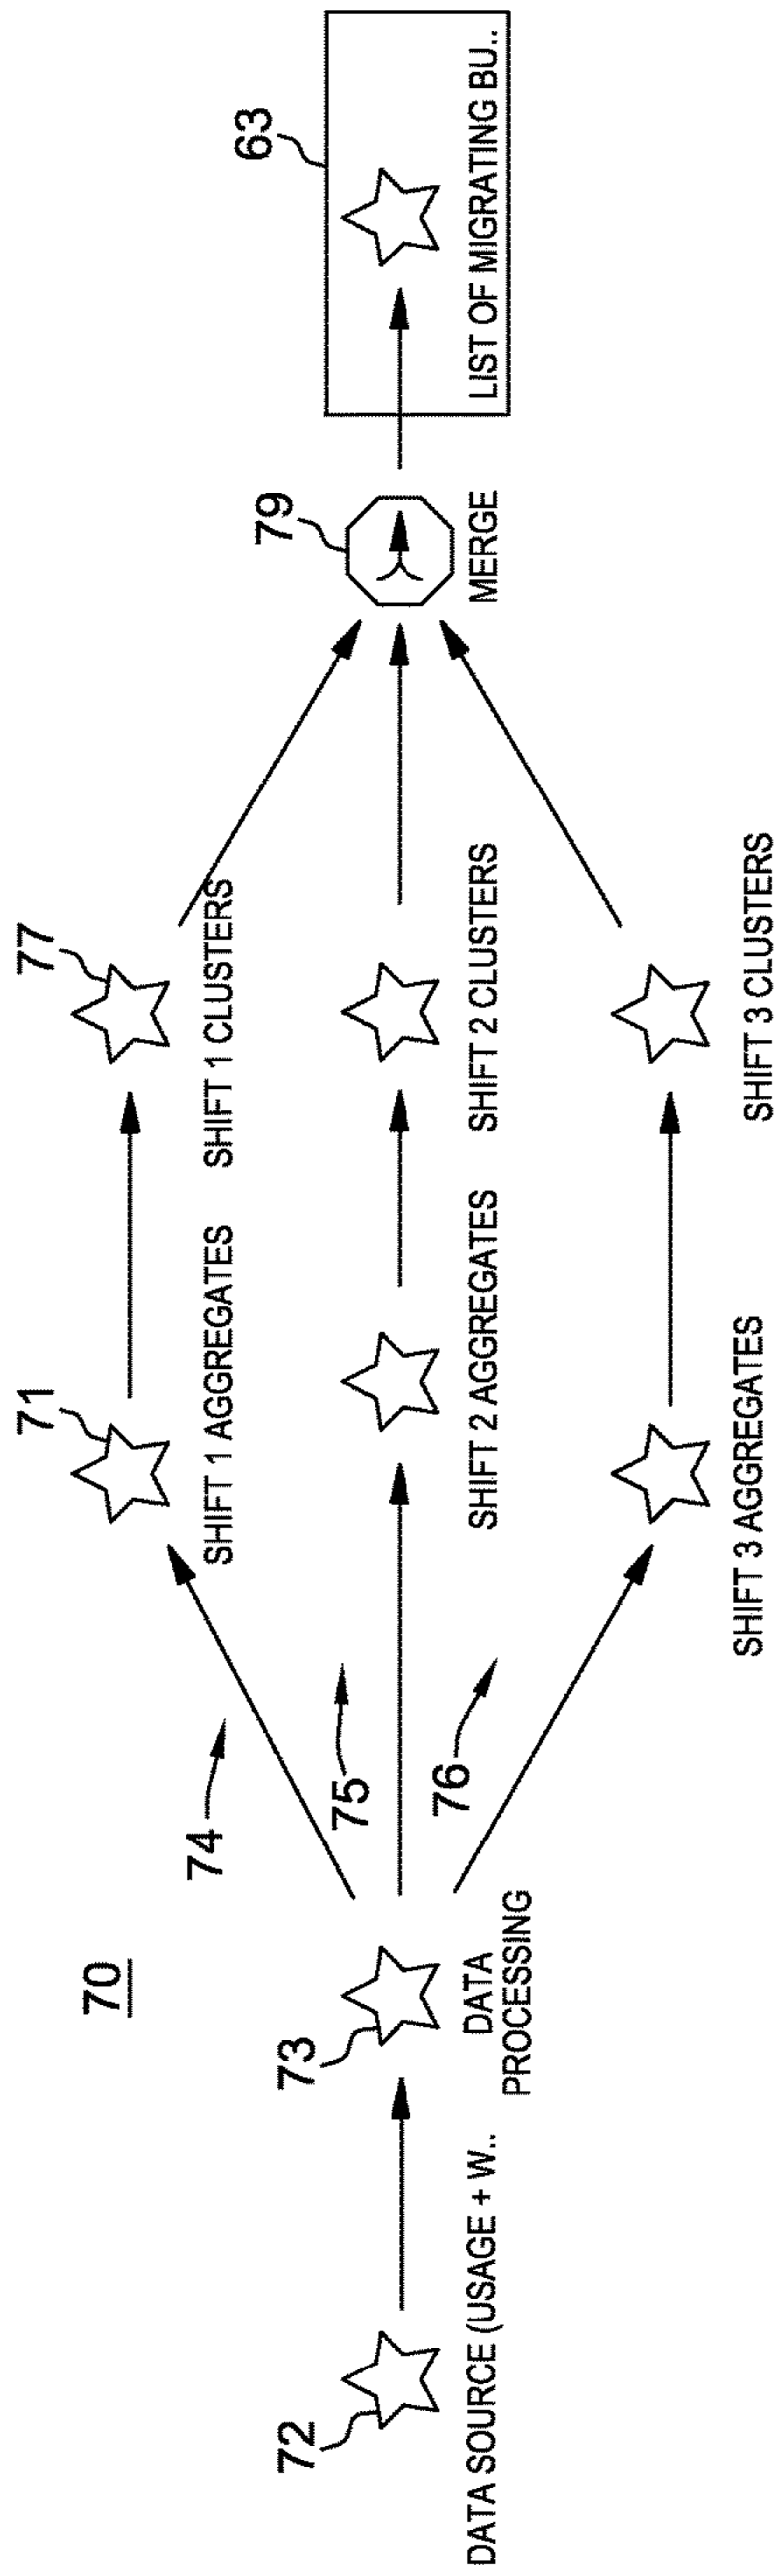 70
72
DATA SOURCE (USAGE + W..
73
DATA
PROCESSING
74
75
76
71
SHIFT 1 AGGREGATES
SHIFT 2 AGGREGATES
SHIFT 3 AGGREGATES
77
SHIFT 1 CLUSTERS
SHIFT 2 CLUSTERS
SHIFT 3 CLUSTERS
79
MERGE
63
LIST OF MIGRATING BU..